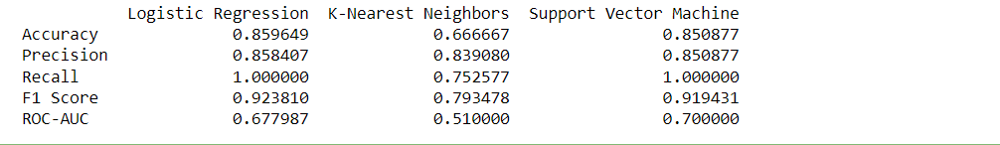 Logistic Regression K-Nearest Neighbors Support Vector Machine
Accuracy 0.859649 0.666667 0.850877
Precision 0.858407 0.839080 0.850877
Recall 1.000000 0.752577 1.000000
F1 Score 0.923810 0.793478 0.919431
ROC-AUC 0.677987 0.510000 0.700000